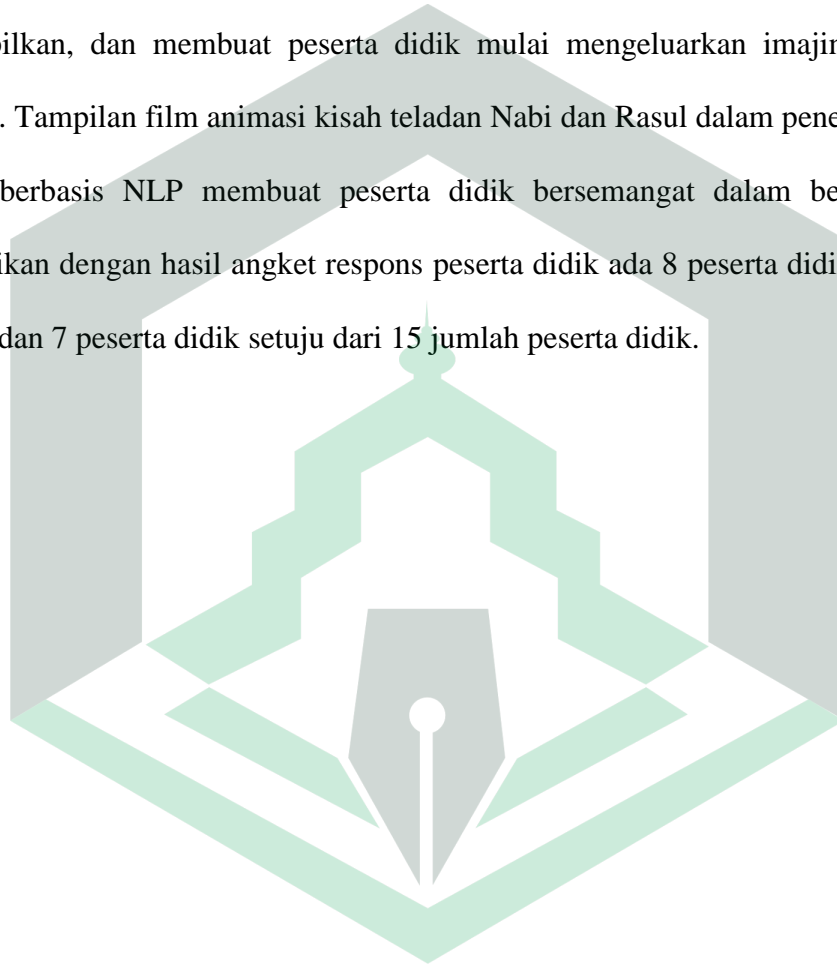 ilkan, dan membuat peserta didik mulai mengeluarkan imajin
. Tampilan film animasi kisah teladan Nabi dan Rasul dalam pene
berbasis NLP membuat peserta didik bersemangat dalam be
ikan dengan hasil angket respons peserta didik ada 8 peserta didi
dan 7 peserta didik setuju dari 15 jumlah peserta didik.